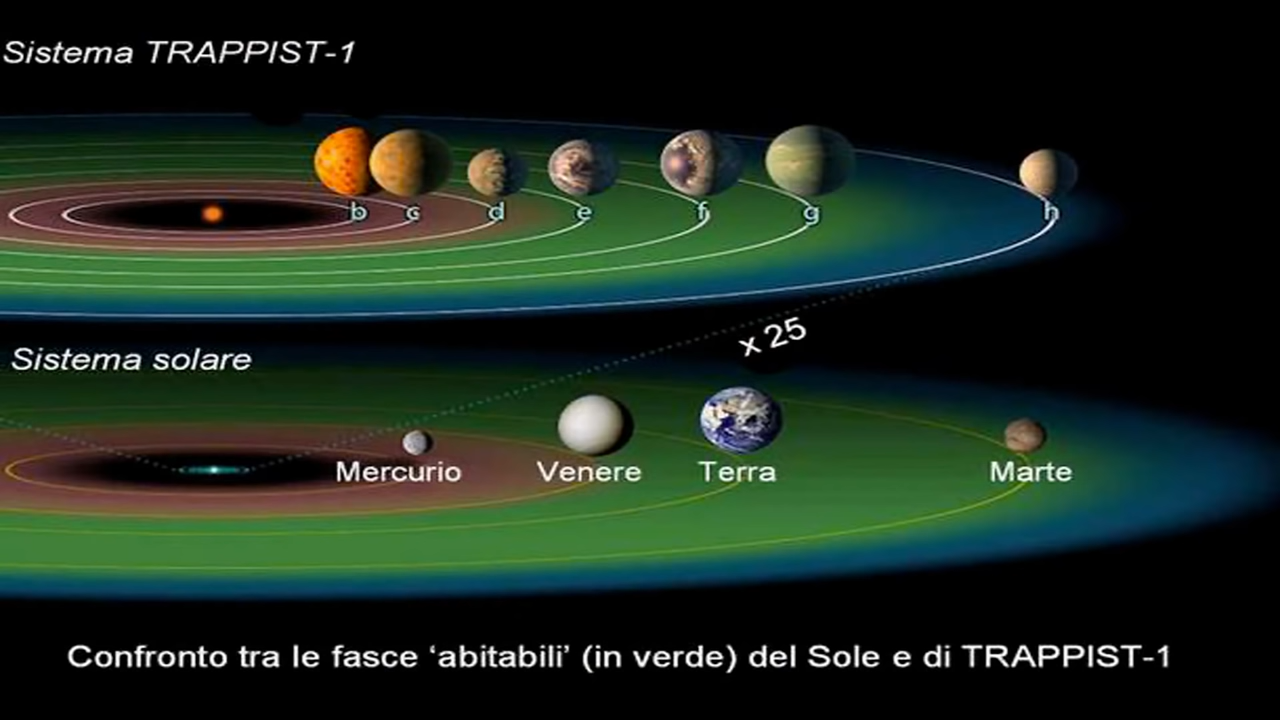 Sistema TRAPPIST-1
b c d e f g h
x 25
Sistema solare
Mercurio Venere Terra Marte
Confronto tra le fasce ‘abitabili’ (in verde) del Sole e di TRAPPIST-1